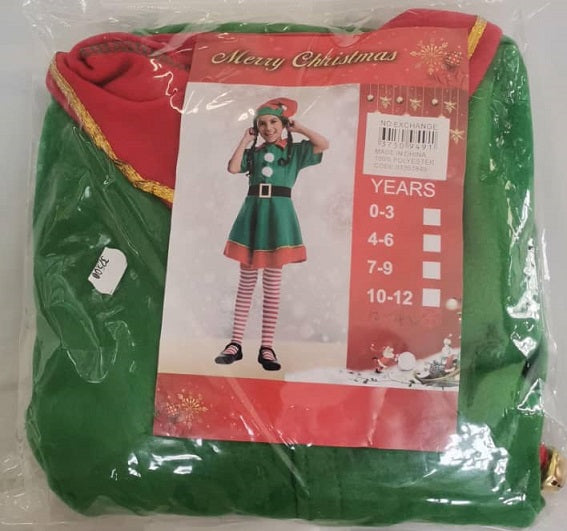 Merry Christmas
NO EXCHANGE
MADE IN CHINA
100% POLYESTER
YEARS
0-3
4-6
7-9
10-12